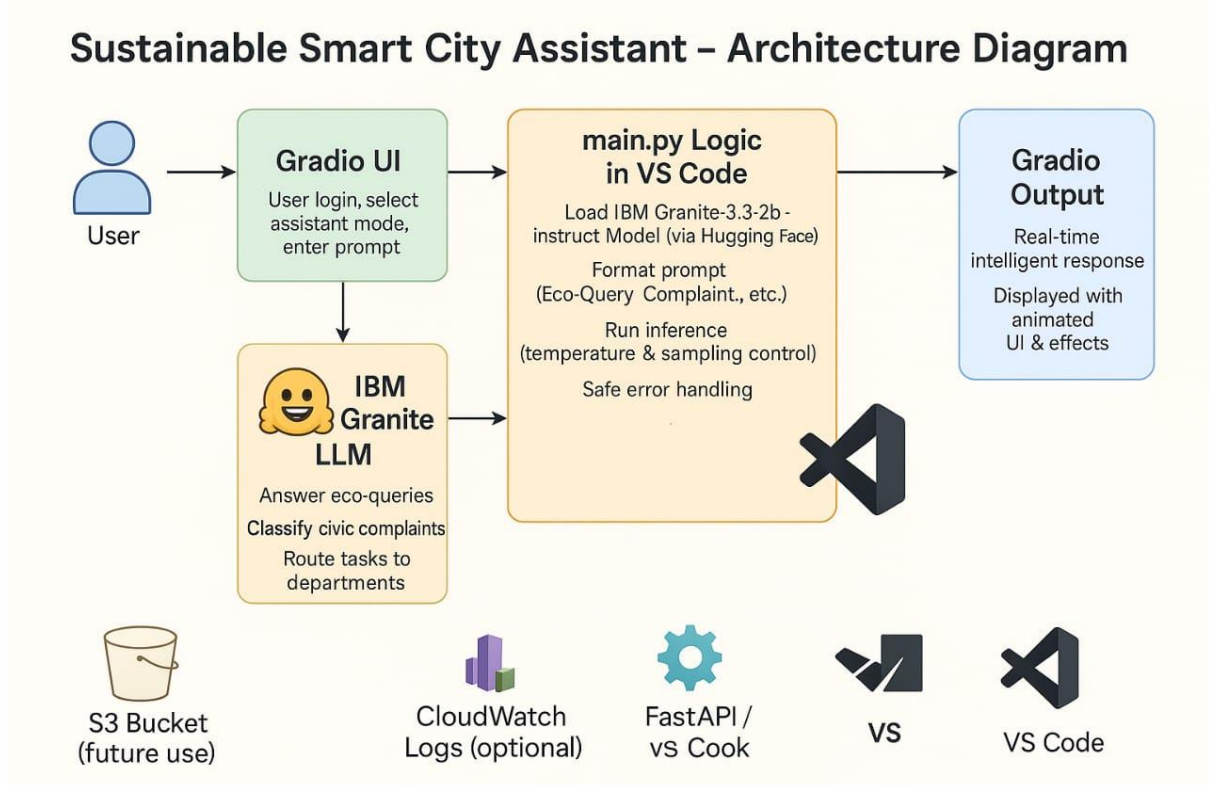 Sustainable Smart City Assistant – Architecture Diagram
User
Gradio UI
User login, select
assistant mode,
enter prompt
IBM
Granite
LLM
Answer eco-queries
Classify civic complaints
Route tasks to
departments
main.py Logic
in VS Code
Load IBM Granite-3.3-2b -
instruct Model (via Hugging Face)
Format prompt
(Eco-Query Complaint., etc.)
Run inference
(temperature & sampling control)
Safe error handling
Gradio
Output
Real-time
intelligent response
Displayed with
animated
UI & effects
S3 Bucket
(future use)
CloudWatch
Logs (optional)
FastAPI /
vS Cook
VS
VS Code